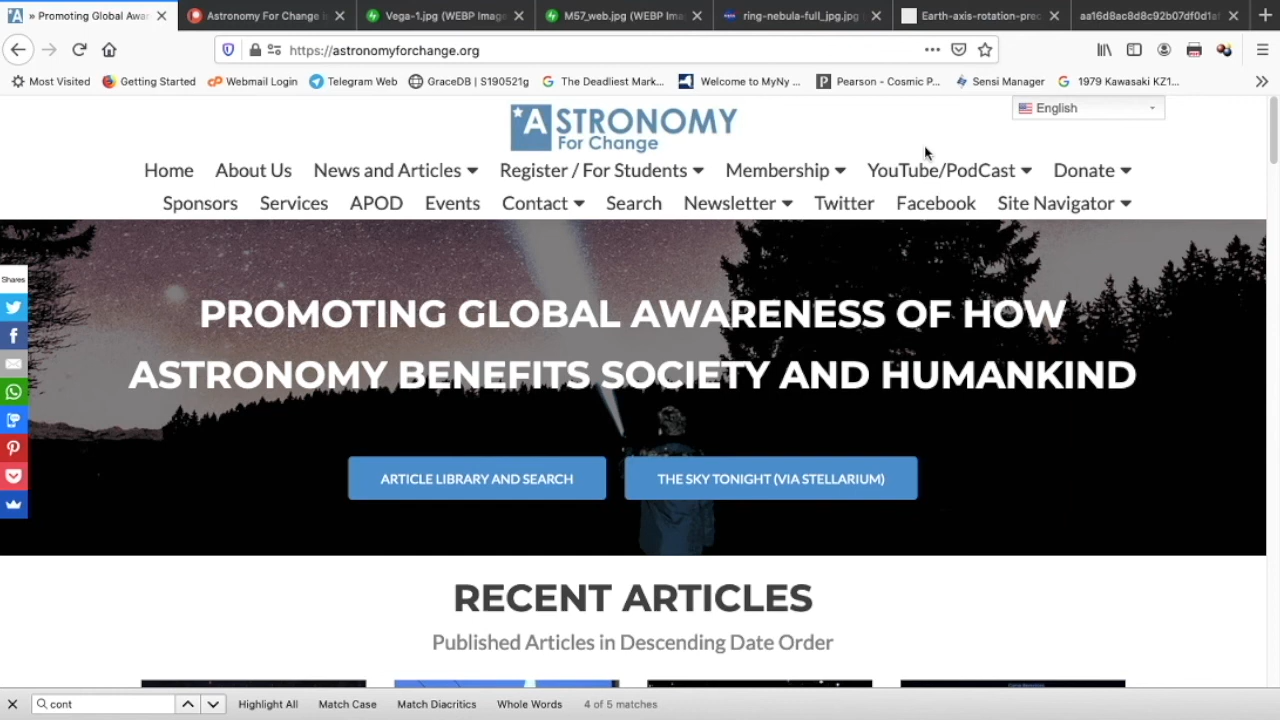 » Promoting Global Awar
Astronomy For Change
Vega-1.jpg (WEBP Imag
M57_web.jpg (WEBP Ima
ring-nebula-full_jpg.jpg
Earth-axis-rotation-prec
aa16d8ac8d8c92b07df0d1a
https://astronomyforchange.org
Most Visited
Getting Started
Webmail Login
Telegram Web
GraceDB | S190521g
The Deadliest Mark...
Welcome to MyNy ...
Pearson - Cosmic P...
Sensi Manager
1979 Kawasaki KZ1...
ASTRONOMY
For Change
English
Home About Us News and Articles Register / For Students Membership YouTube/PodCast Donate
Sponsors Services APOD Events Contact Search Newsletter Twitter Facebook Site Navigator
Shares
PROMOTING GLOBAL AWARENESS OF HOW
ASTRONOMY BENEFITS SOCIETY AND HUMANKIND
ARTICLE LIBRARY AND SEARCH
THE SKY TONIGHT (VIA STELLARIUM)
RECENT ARTICLES
Published Articles in Descending Date Order
cont
Highlight All Match Case Match Diacritics Whole Words 4 of 5 matches